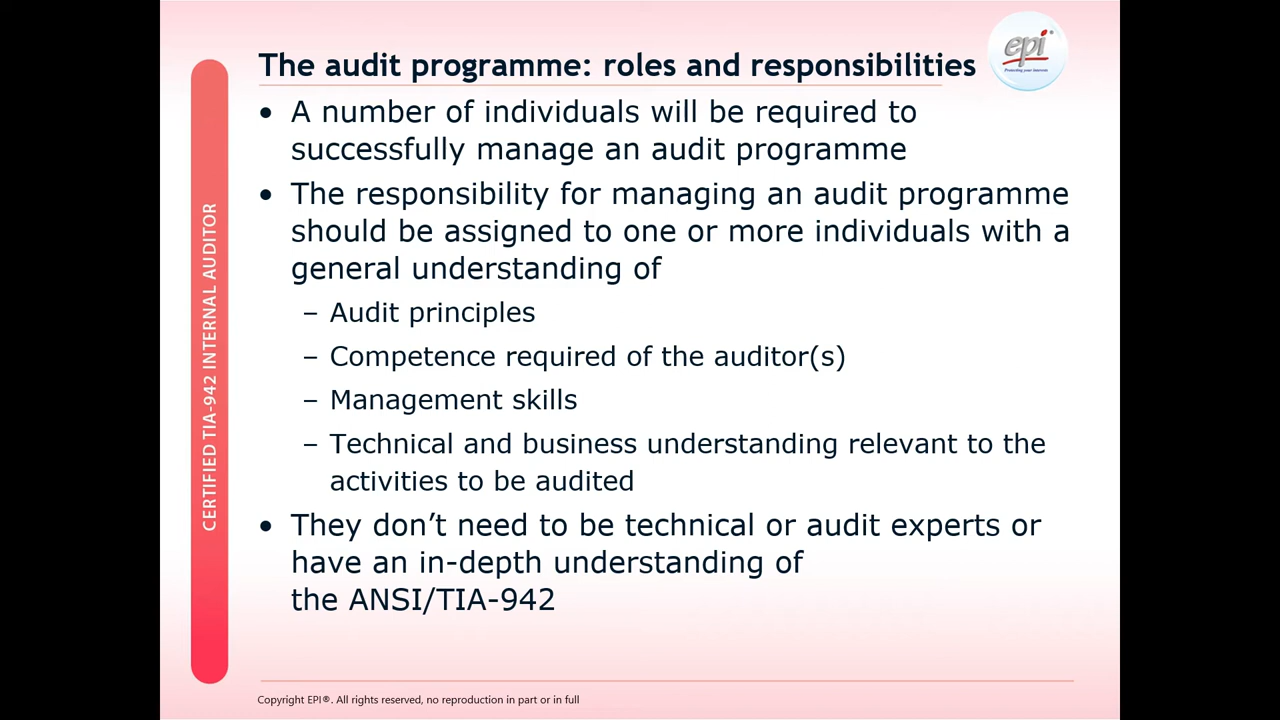 The audit programme: roles and responsibilities
epi
Protecting your interests
• A number of individuals will be required to
successfully manage an audit programme
• The responsibility for managing an audit programme
should be assigned to one or more individuals with a
general understanding of
– Audit principles
– Competence required of the auditor(s)
– Management skills
– Technical and business understanding relevant to the
activities to be audited
• They don’t need to be technical or audit experts or
have an in-depth understanding of
the ANSI/TIA-942
CERTIFIED TIA-942 INTERNAL AUDITOR
Copyright EPI®. All rights reserved, no reproduction in part or in full